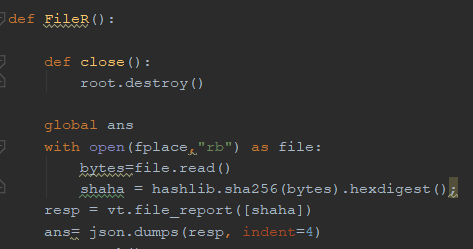 def FileR():
def close():
root.destroy()
global ans
with open(fplace,"rb") as file:
bytes=file.read()
shaha = hashlib.sha256(bytes).hexdigest();
resp = vt.file_report([shaha])
ans= json.dumps(resp, indent=4)